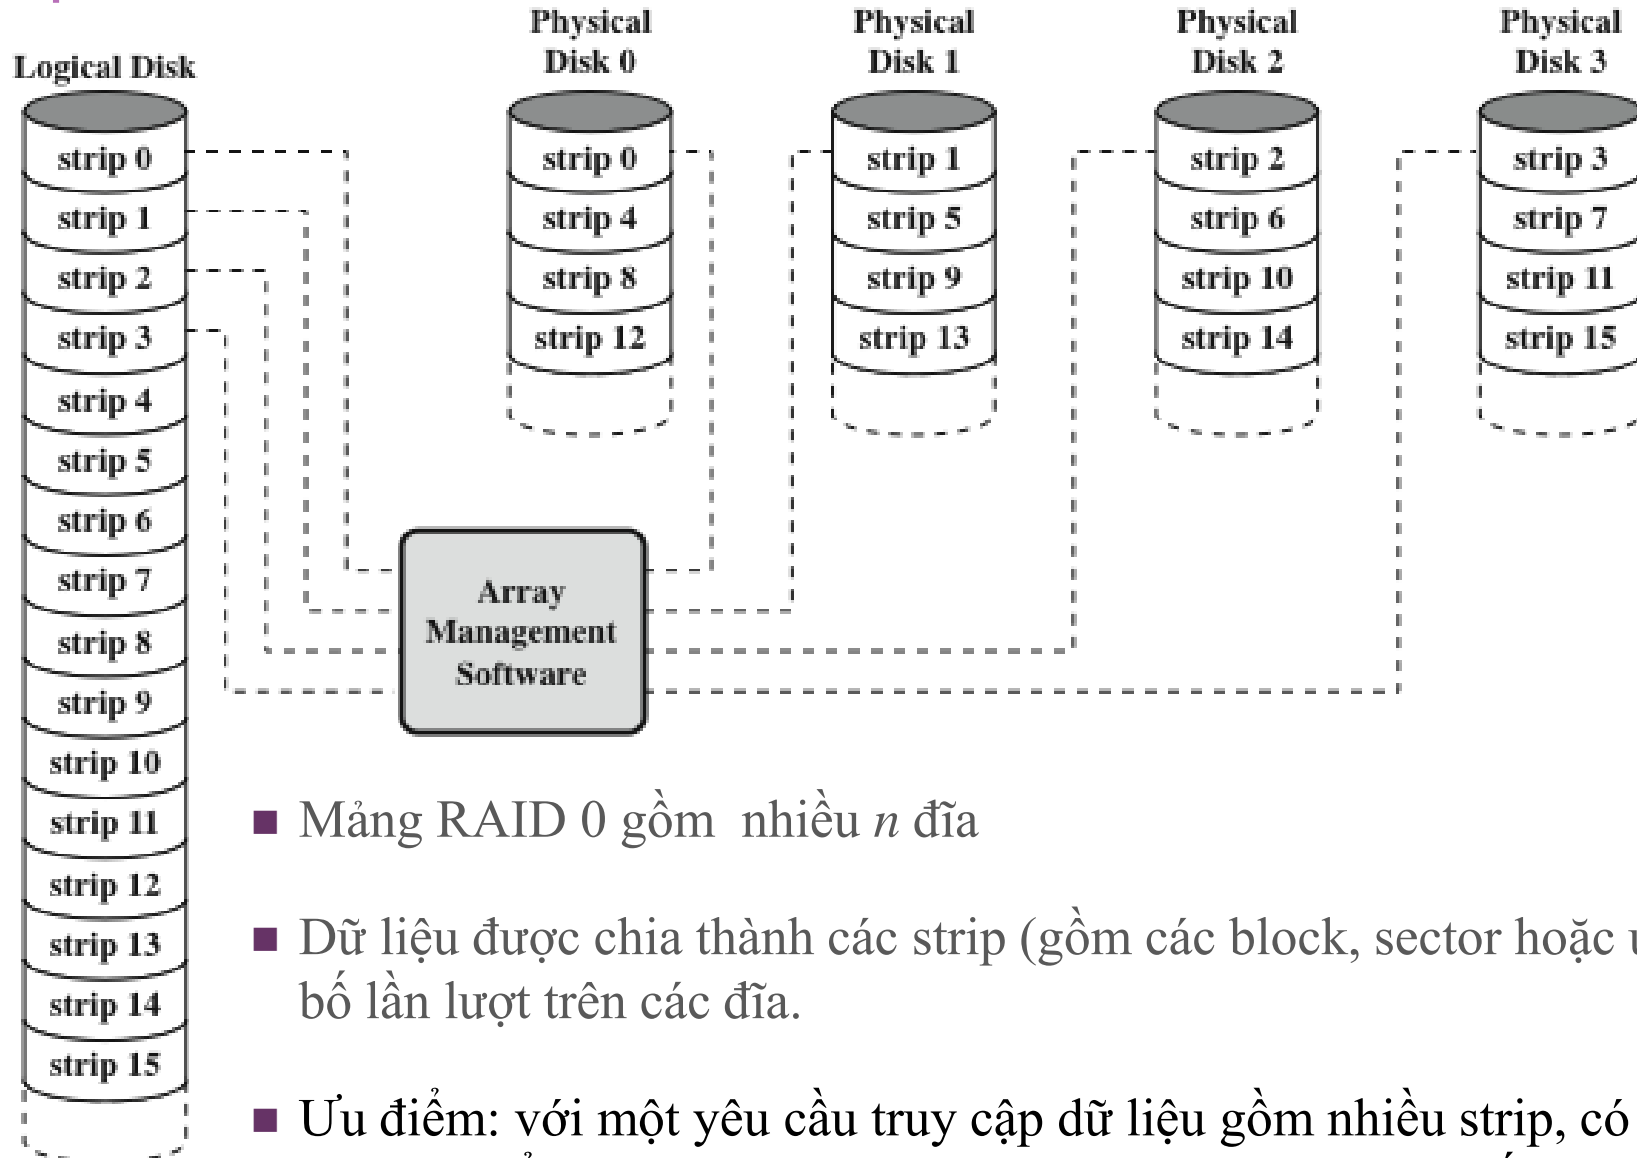 Logical Disk
strip 0
strip 1
strip 2
strip 3
strip 4
strip 5
strip 6
strip 7
strip 8
strip 9
strip 10
strip 11
strip 12
strip 13
strip 14
strip 15
Physical
Disk 0
strip 0
strip 4
strip 8
strip 12
Physical
Disk 1
strip 1
strip 5
strip 9
strip 13
Physical
Disk 2
strip 2
strip 6
strip 10
strip 14
Physical
Disk 3
strip 3
strip 7
strip 11
strip 15
Array
Management
Software
■ Mảng RAID 0 gồm nhiều n đĩa
■ Dữ liệu được chia thành các strip (gồm các block, sector hoặc
bố lần lượt trên các đĩa.
■ Ưu điểm: với một yêu cầu truy cập dữ liệu gồm nhiều strip, có